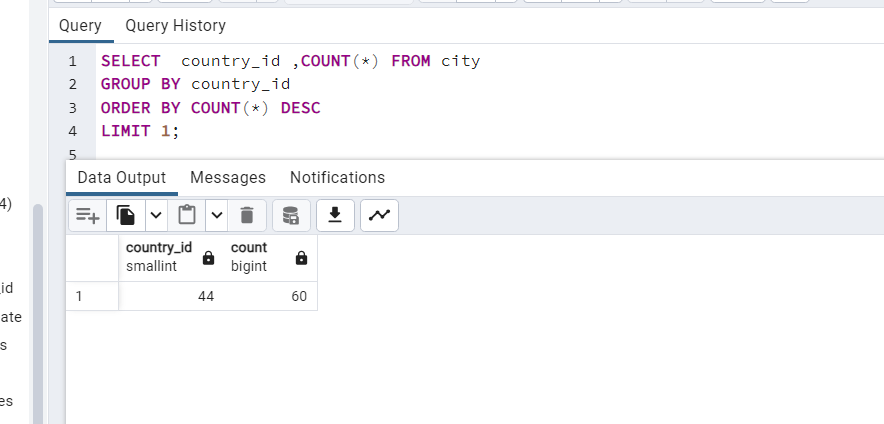 Query Query History
1 SELECT  country_id ,COUNT(*) FROM city
2 GROUP BY country_id
3 ORDER BY COUNT(*) DESC
4 LIMIT 1;
5
Data Output Messages Notifications
4)
country_id count
smallint bigint
1 44 60
id
ate
s
es